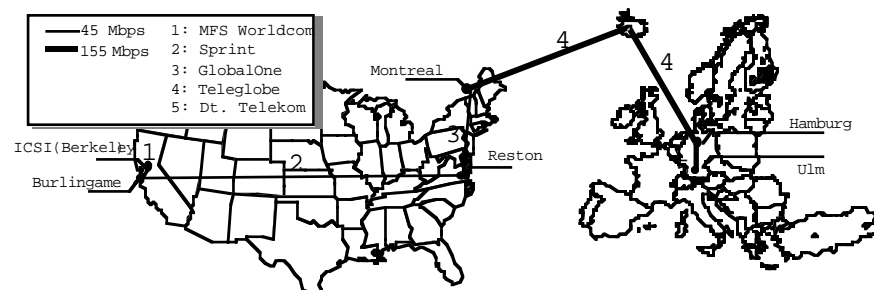 45 Mbps 1: MFS Worldcom
155 Mbps 2: Sprint
3: GlobalOne
4: Teleglobe
5: Dt. Telekom
4
4
Montreal
3
Hamburg
ICSI(Berkeley)
1
2
Reston
Ulm
Burlingame